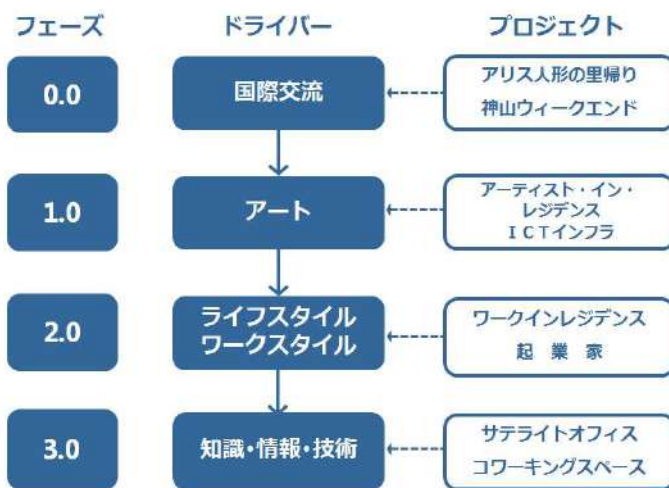 フェーズ
ドライバー
プロジェクト
0.0
国際交流
アリス人形の里帰り
神山ウィークエンド
1.0
アート
アーティスト・イン・
レジデンス
ＩＣＴインフラ
2.0
ライフスタイル
ワークスタイル
ワークインレジデンス
起　業　家
3.0
知識・情報・技術
サテライトオフィス
コワーキングスペース